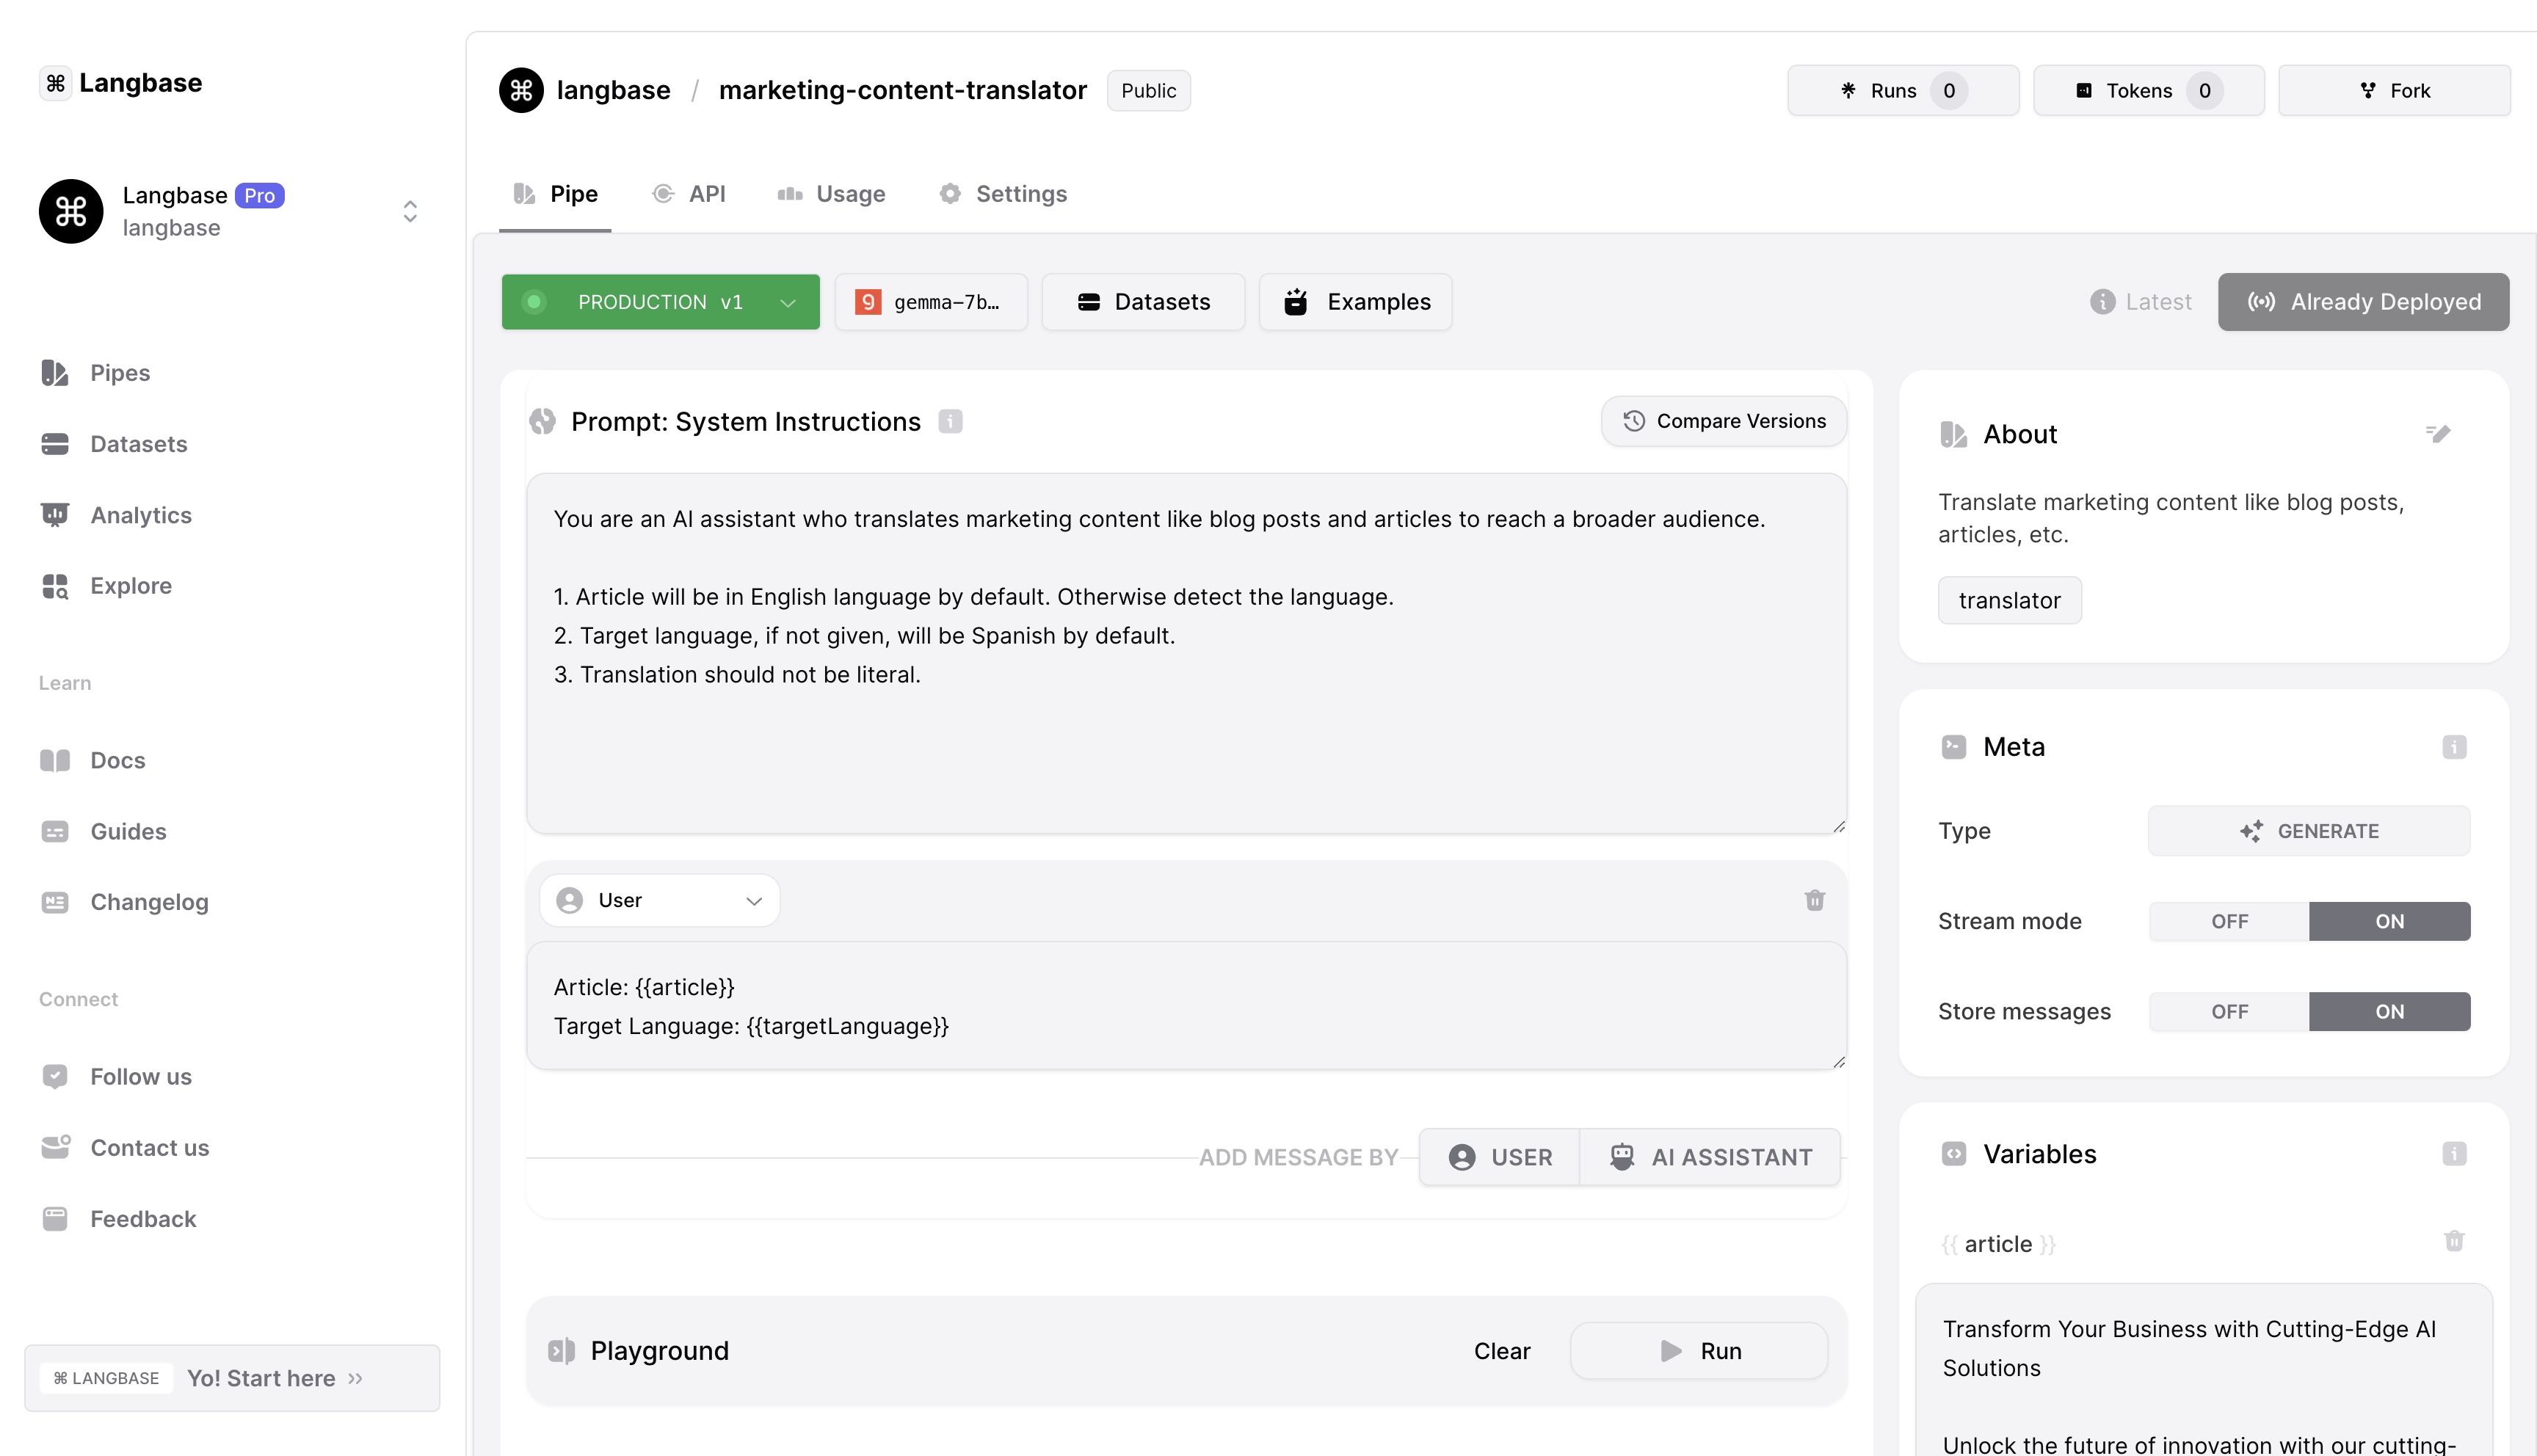 ⌘ Langbase
Langbase Pro
langbase
Pipes
Datasets
Analytics
Explore
Learn
Docs
Guides
Changelog
Connect
Follow us
Contact us
Feedback
⌘ LANGBASE Yo! Start here
langbase / marketing-content-translator Public
Runs 0 Tokens 0 Fork
Pipe API Usage Settings
PRODUCTION v1 gemma-7b... Datasets Examples
Latest Already Deployed
Prompt: System Instructions
Compare Versions
You are an AI assistant who translates marketing content like blog posts and articles to reach a broader audience.
1. Article will be in English language by default. Otherwise detect the language.
2. Target language, if not given, will be Spanish by default.
3. Translation should not be literal.
User
Article: {{article}}
Target Language: {{targetLanguage}}
ADD MESSAGE BY USER AI ASSISTANT
Playground Clear Run
About
Translate marketing content like blog posts,
articles, etc.
translator
Meta
Type GENERATE
Stream mode OFF ON
Store messages OFF ON
Variables
{{ article }}
Transform Your Business with Cutting-Edge AI
Solutions
Unlock the future of innovation with our cutting-